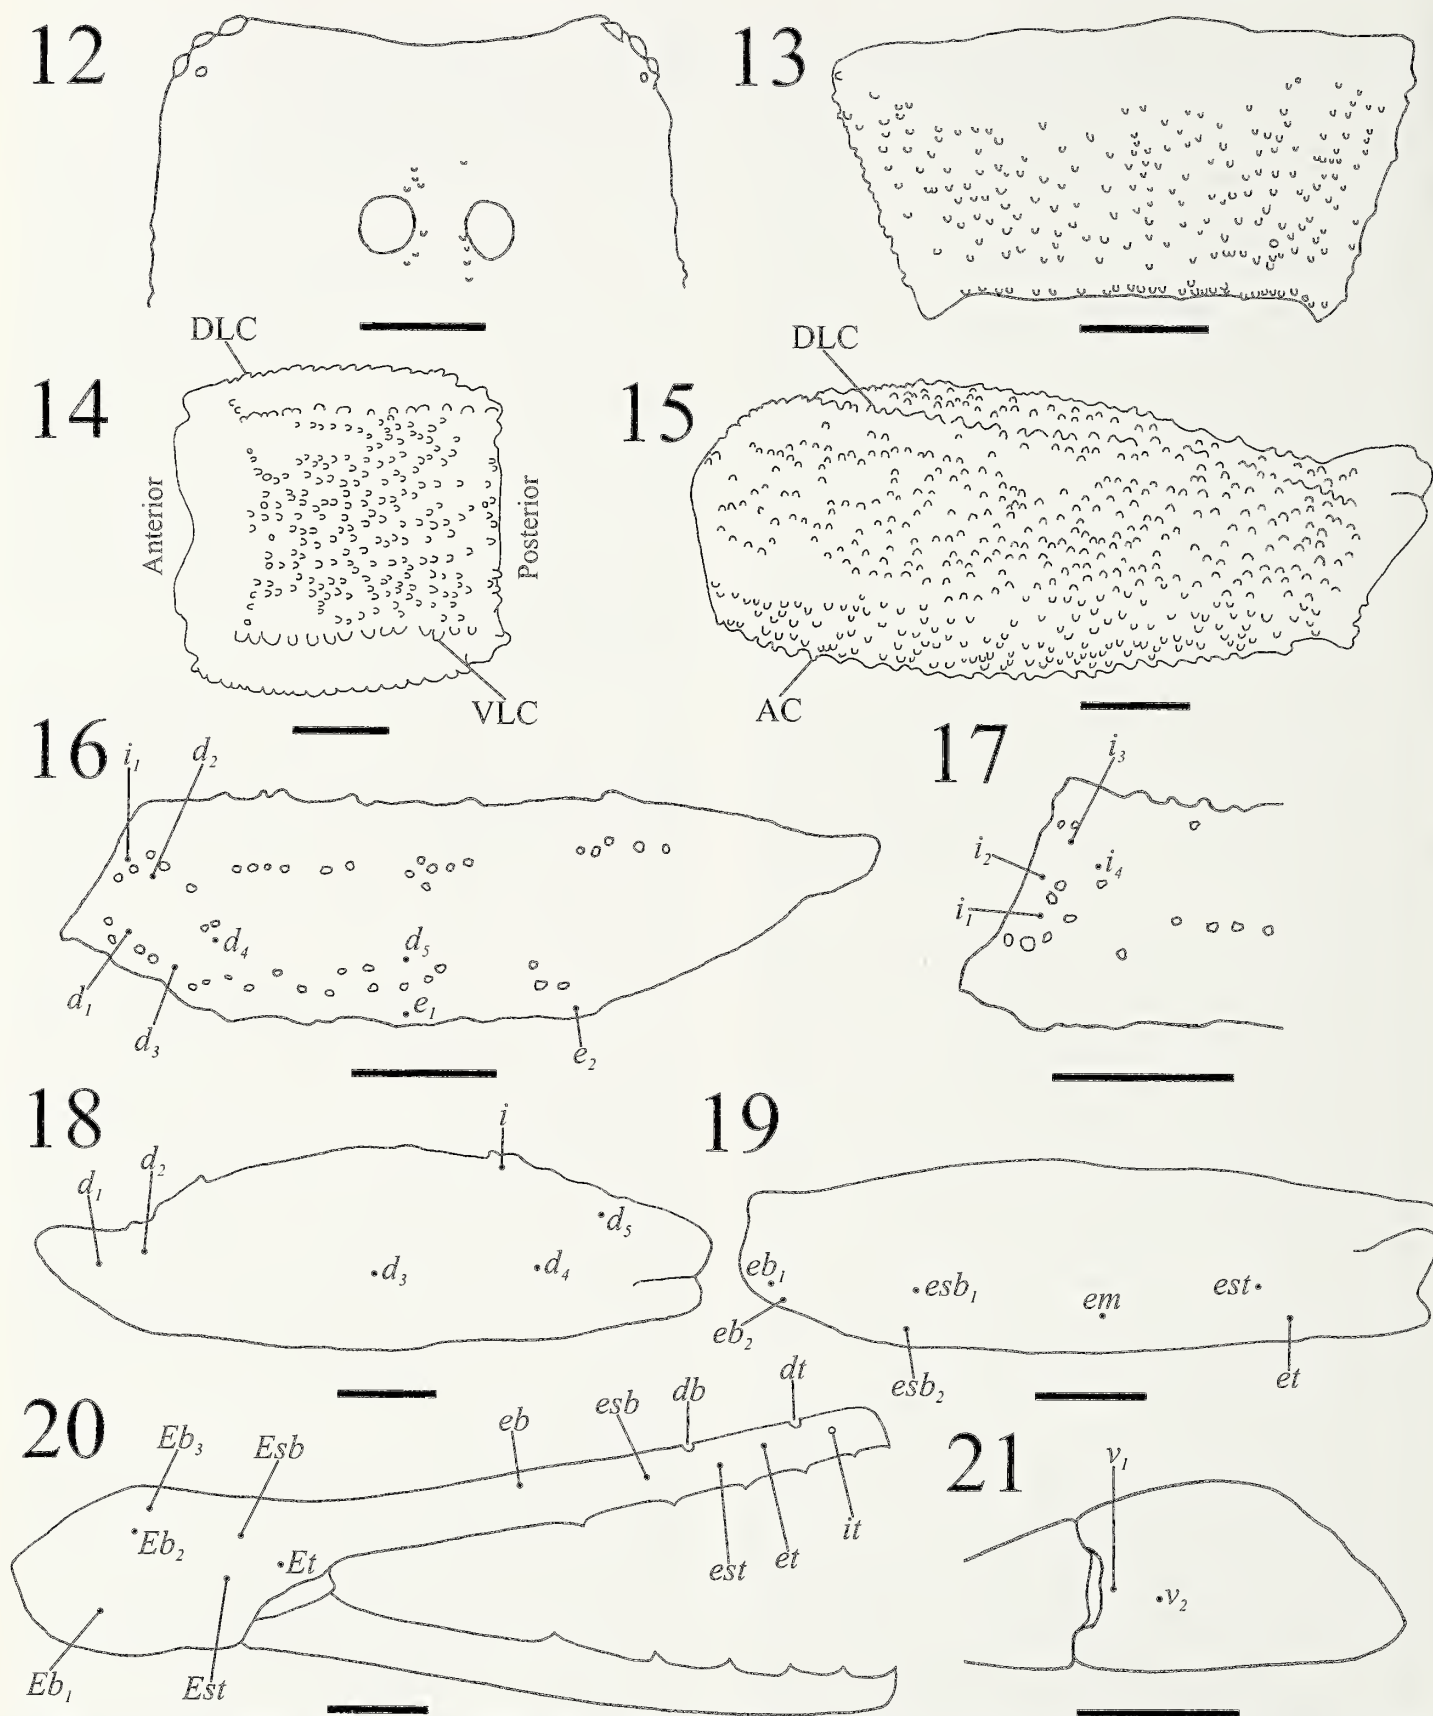 12
13
DLC
14
Anterior
Posterior
VLC
DLC
15
AC
16
i₁
d₂
d₄
d₅
d₁
d₃
e₁
e₂
17
i₃
i₂
i₄
i₁
18
d₁
d₂
i
d₅
d₃
d₄
19
eb₁
eb₂
esb₁
esb₂
em
est
et
20
Eb₃
Esb
Eb₂
Et
Eb₁
Est
eb
esb
db
dt
est
et
it
21
v₁
v₂